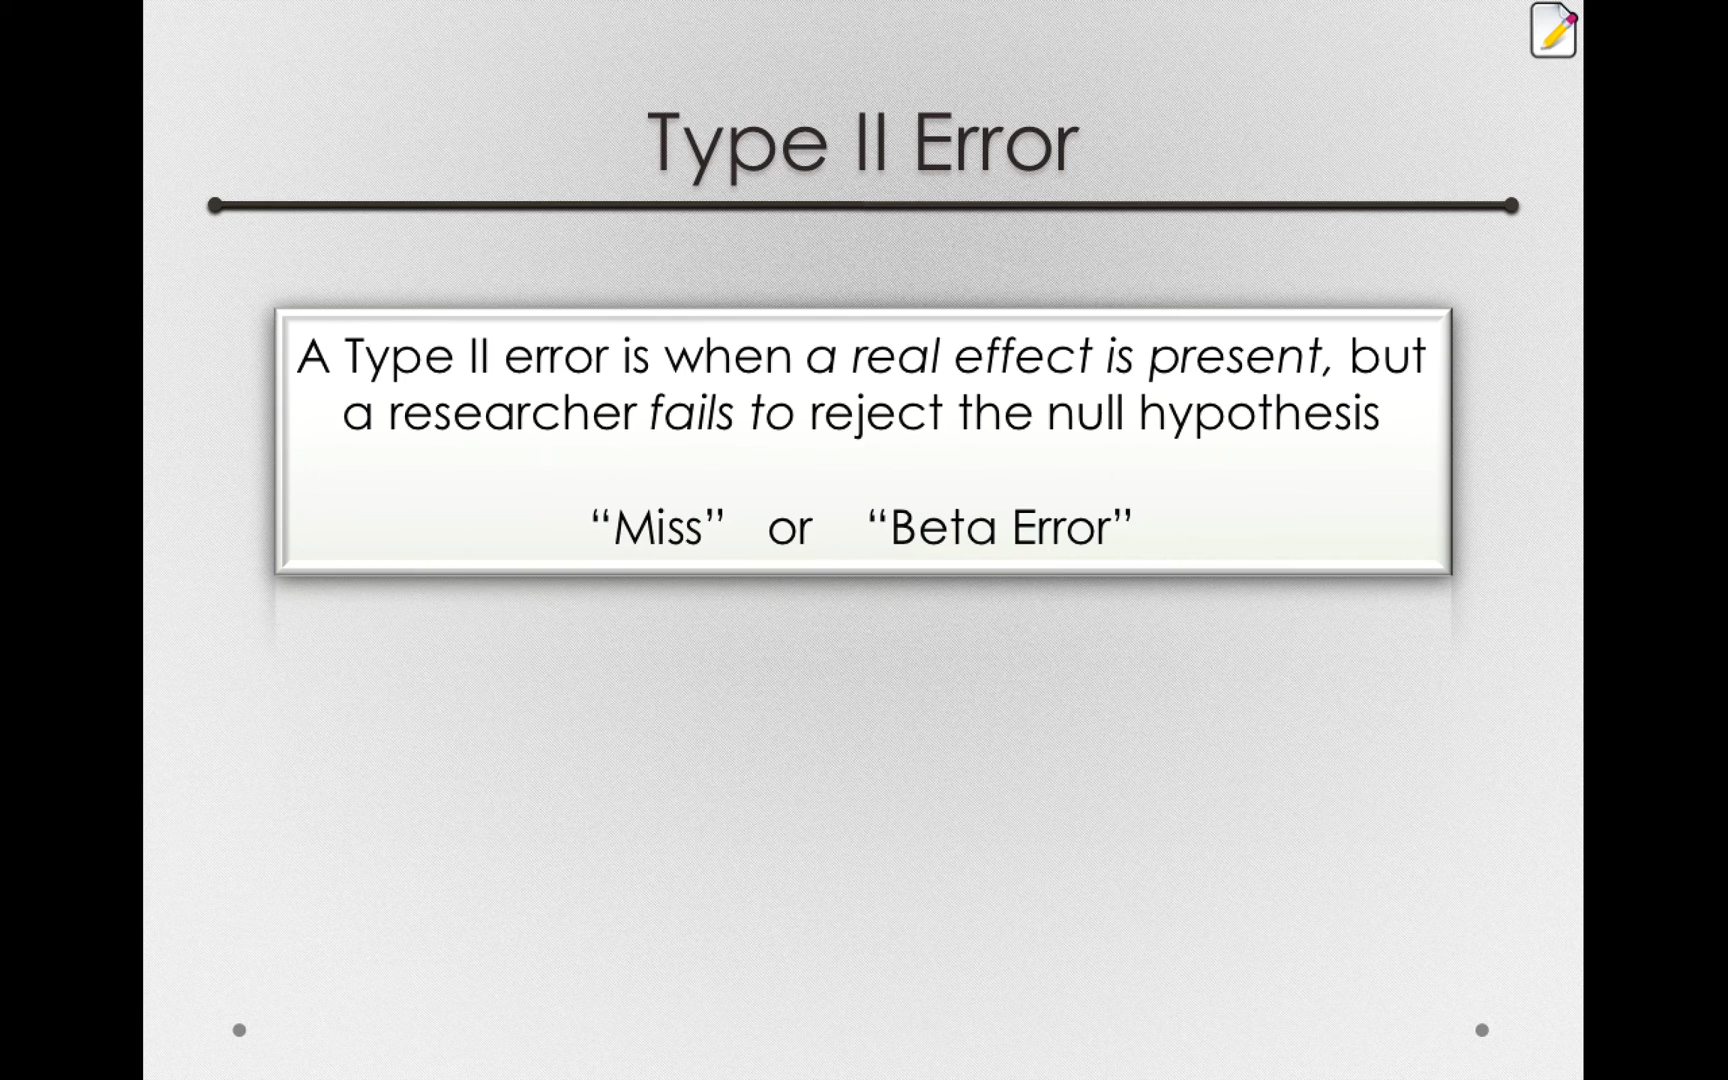 Type II Error
A Type II error is when a real effect is present, but
a researcher fails to reject the null hypothesis
“Miss” or “Beta Error”